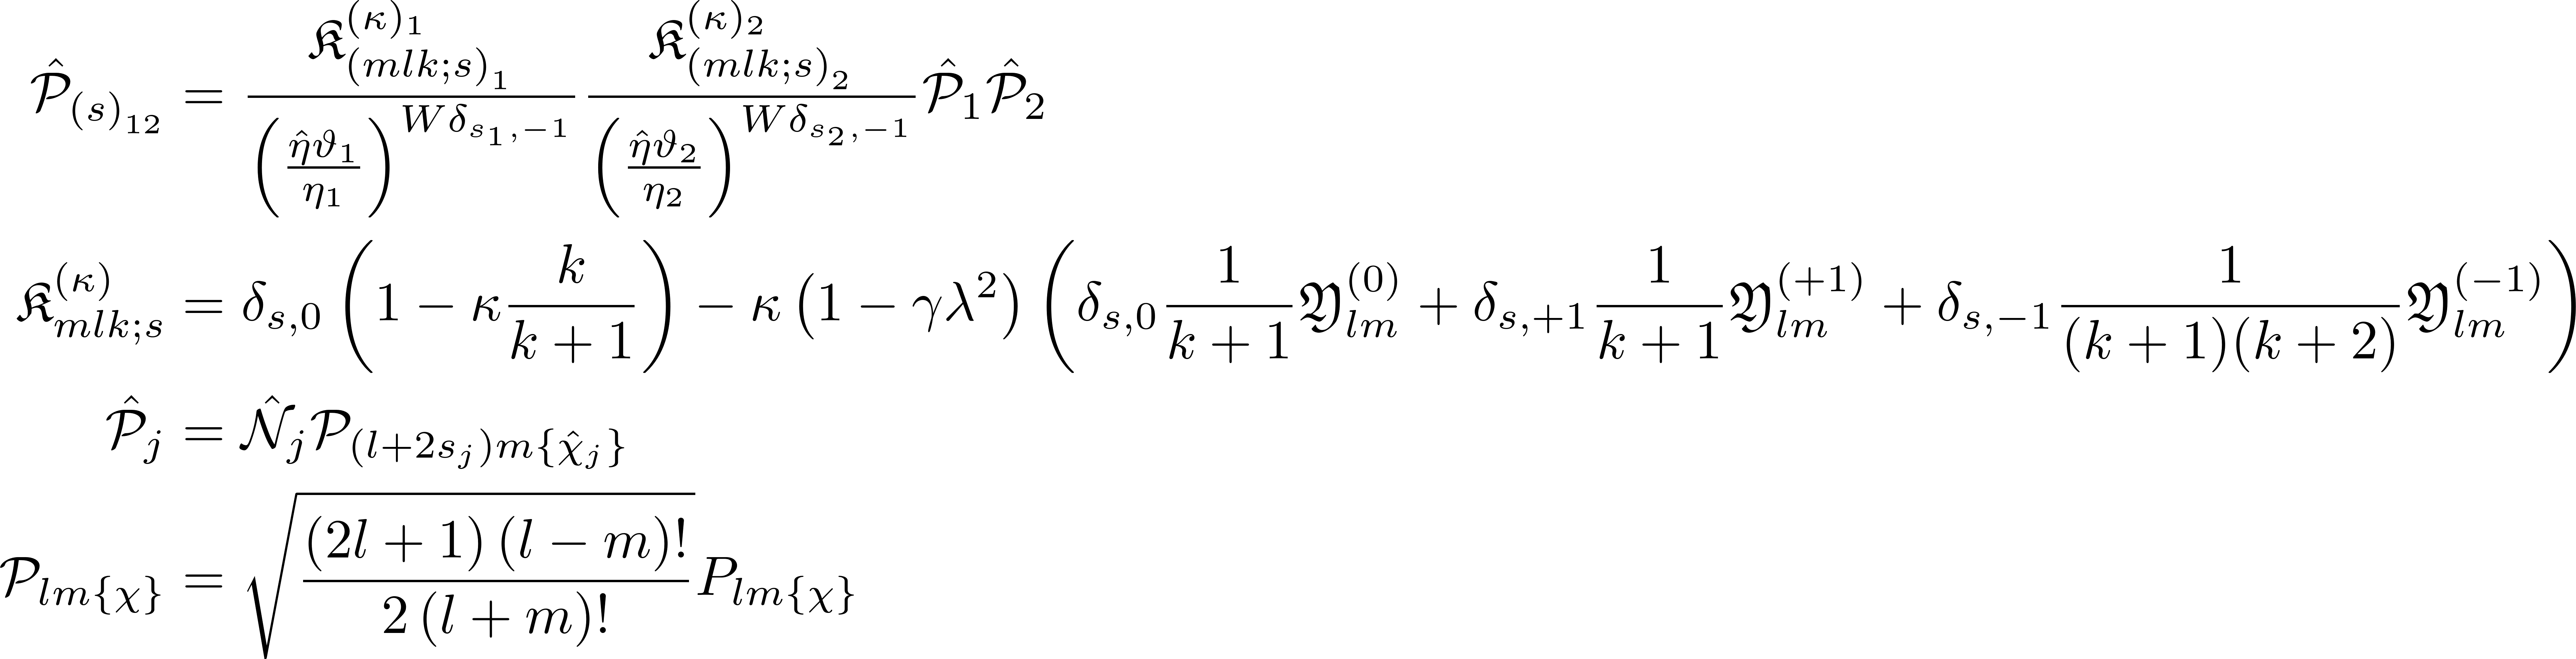 \hat{\mathcal{P}}_{(s)_{12}} = \frac{\mathfrak{K}^{(\kappa)_1}_{(mlk;s)_1}}{\left(\frac{\hat{\eta}\vartheta_1}{\eta_1}\right)^{W\del_{s_1,-1}}} \frac{\mathfrak{K}^{(\kappa)_2}_{(mlk;s)_2}}{\left(\frac{\hat{\eta}\vartheta_2}{\eta_2}\right)^{W\delta_{s_2,-1}}} \hat{\mathcal{P}}_1 \hat{\mathcal{P}}_2
\mathfrak{K}^{(\kappa)}_{mlk;s} = \delta_{s,0} \left(1 - \kappa \frac{k}{k+1}\right) - \kappa \left(1 - \gamma\lambda^2\right) \left(\delta_{s,0} \frac{1}{k+1} \mathfrak{Y}^{(0)}_{lm} + \delta_{s,+1} \frac{1}{k+1} \mathfrak{Y}^{(+1)}_{lm} + \delta_{s,-1} \frac{1}{(k+1)(k+2)} \mathfrak{Y}^{(-1)}_{lm}\right)
\hat{\mathcal{P}}_j = \hat{\mathcal{N}}_j \mathcal{P}_{(l+2s_j)m\{\hat{\chi}_j\}}
\mathcal{P}_{lm\{\chi\}} = \sqrt{\frac{(2l+1)(l-m)!}{2(l+m)!}} P_{lm\{\chi\}}